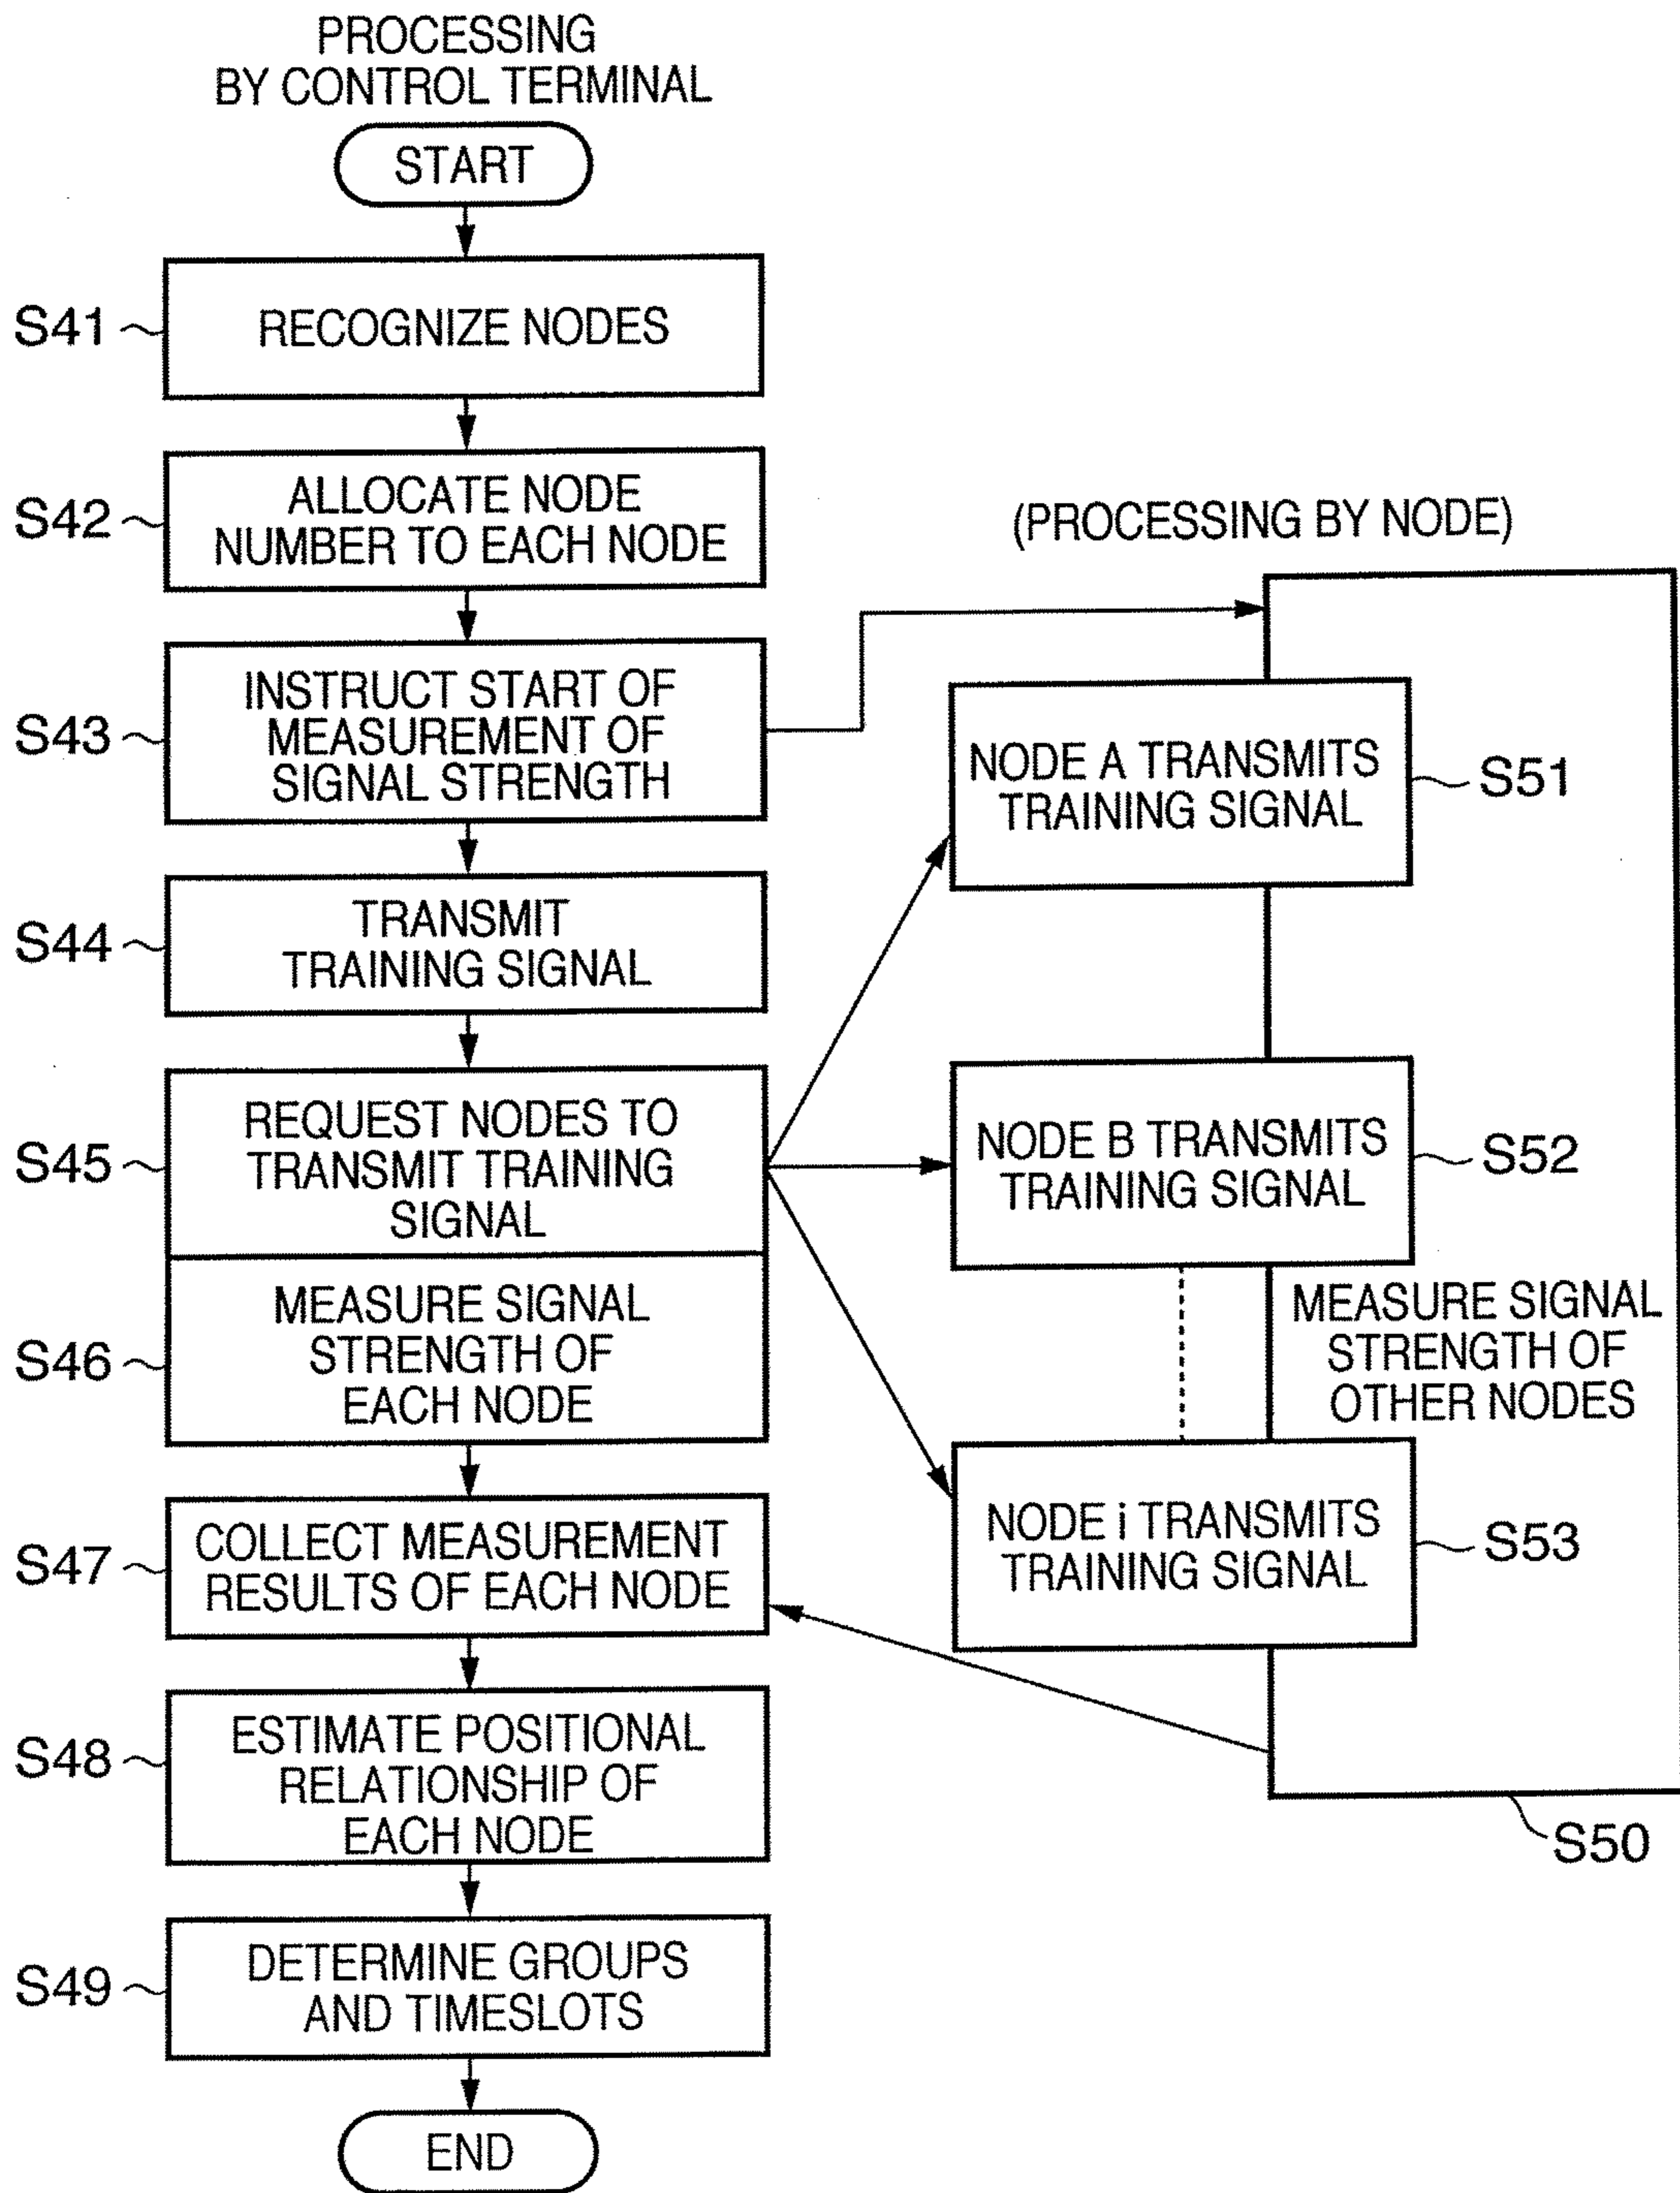 PROCESSING
BY CONTROL TERMINAL
START
S41
RECOGNIZE NODES
S42
ALLOCATE NODE
NUMBER TO EACH NODE
(PROCESSING BY NODE)
S43
INSTRUCT START OF
MEASUREMENT OF
SIGNAL STRENGTH
NODE A TRANSMITS
TRAINING SIGNAL
S51
S44
TRANSMIT
TRAINING SIGNAL
S45
REQUEST NODES TO
TRANSMIT TRAINING
SIGNAL
NODE B TRANSMITS
TRAINING SIGNAL
S52
S46
MEASURE SIGNAL
STRENGTH OF
EACH NODE
MEASURE SIGNAL
STRENGTH OF
OTHER NODES
S47
COLLECT MEASUREMENT
RESULTS OF EACH NODE
NODE i TRANSMITS
TRAINING SIGNAL
S53
S48
ESTIMATE POSITIONAL
RELATIONSHIP OF
EACH NODE
S50
S49
DETERMINE GROUPS
AND TIMESLOTS
END